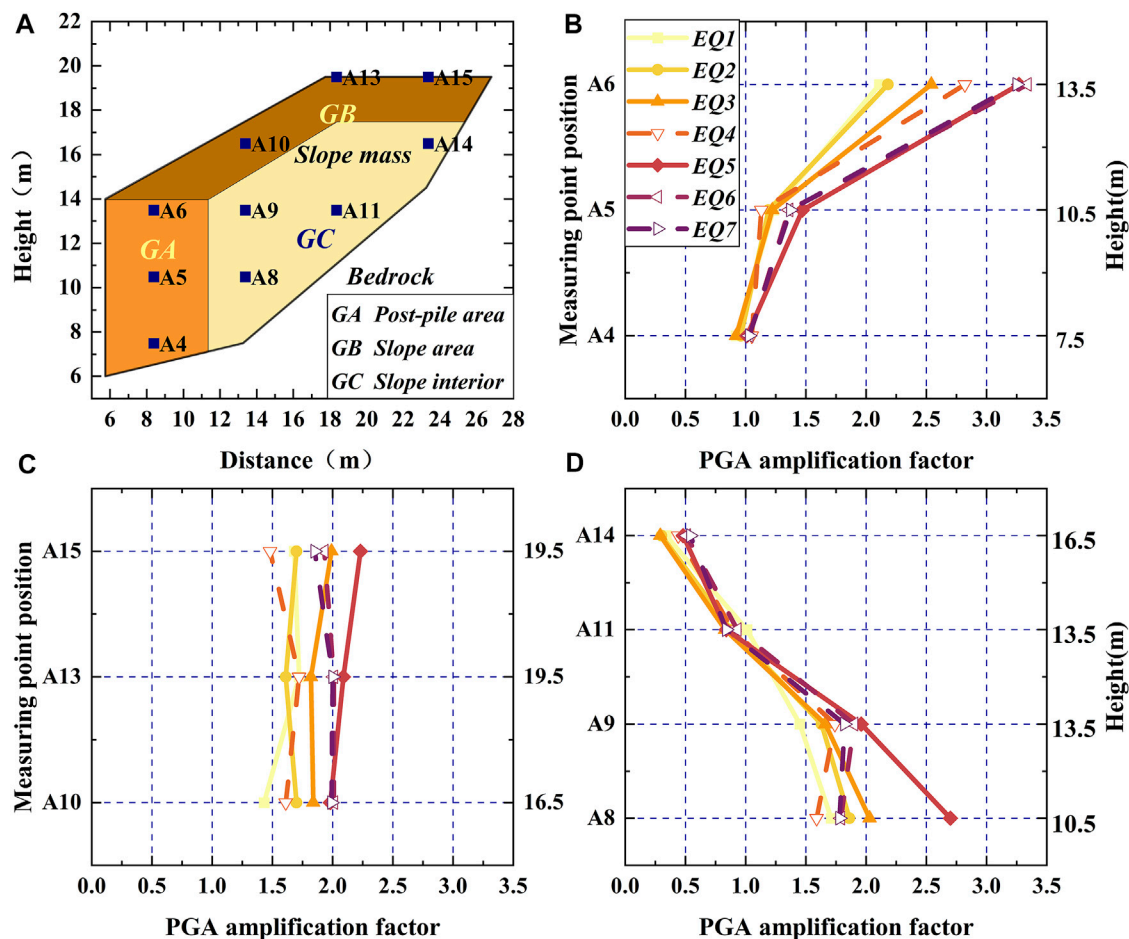 A
22
20
18
16
14
12
10
8
6
Height（m）
A13
A15
GB
A10
Slope mass
A14
A6
A9
A11
GA
GC
A5
A8
Bedrock
A4
GA Post-pile area
GB Slope area
GC Slope interior
6 8 10 12 14 16 18 20 22 24 26 28
Distance（m）
B
EQ1
EQ2
EQ3
EQ4
EQ5
EQ6
EQ7
Measuring point position
A6
A5
A4
13.5
10.5
7.5
Height(m)
0.0 0.5 1.0 1.5 2.0 2.5 3.0 3.5
PGA amplification factor
C
Measuring point position
A15
A13
A10
19.5
19.5
16.5
0.0 0.5 1.0 1.5 2.0 2.5 3.0 3.5
PGA amplification factor
D
A14
A11
A9
A8
16.5
13.5
13.5
10.5
Height(m)
0.0 0.5 1.0 1.5 2.0 2.5 3.0 3.5
PGA amplification factor